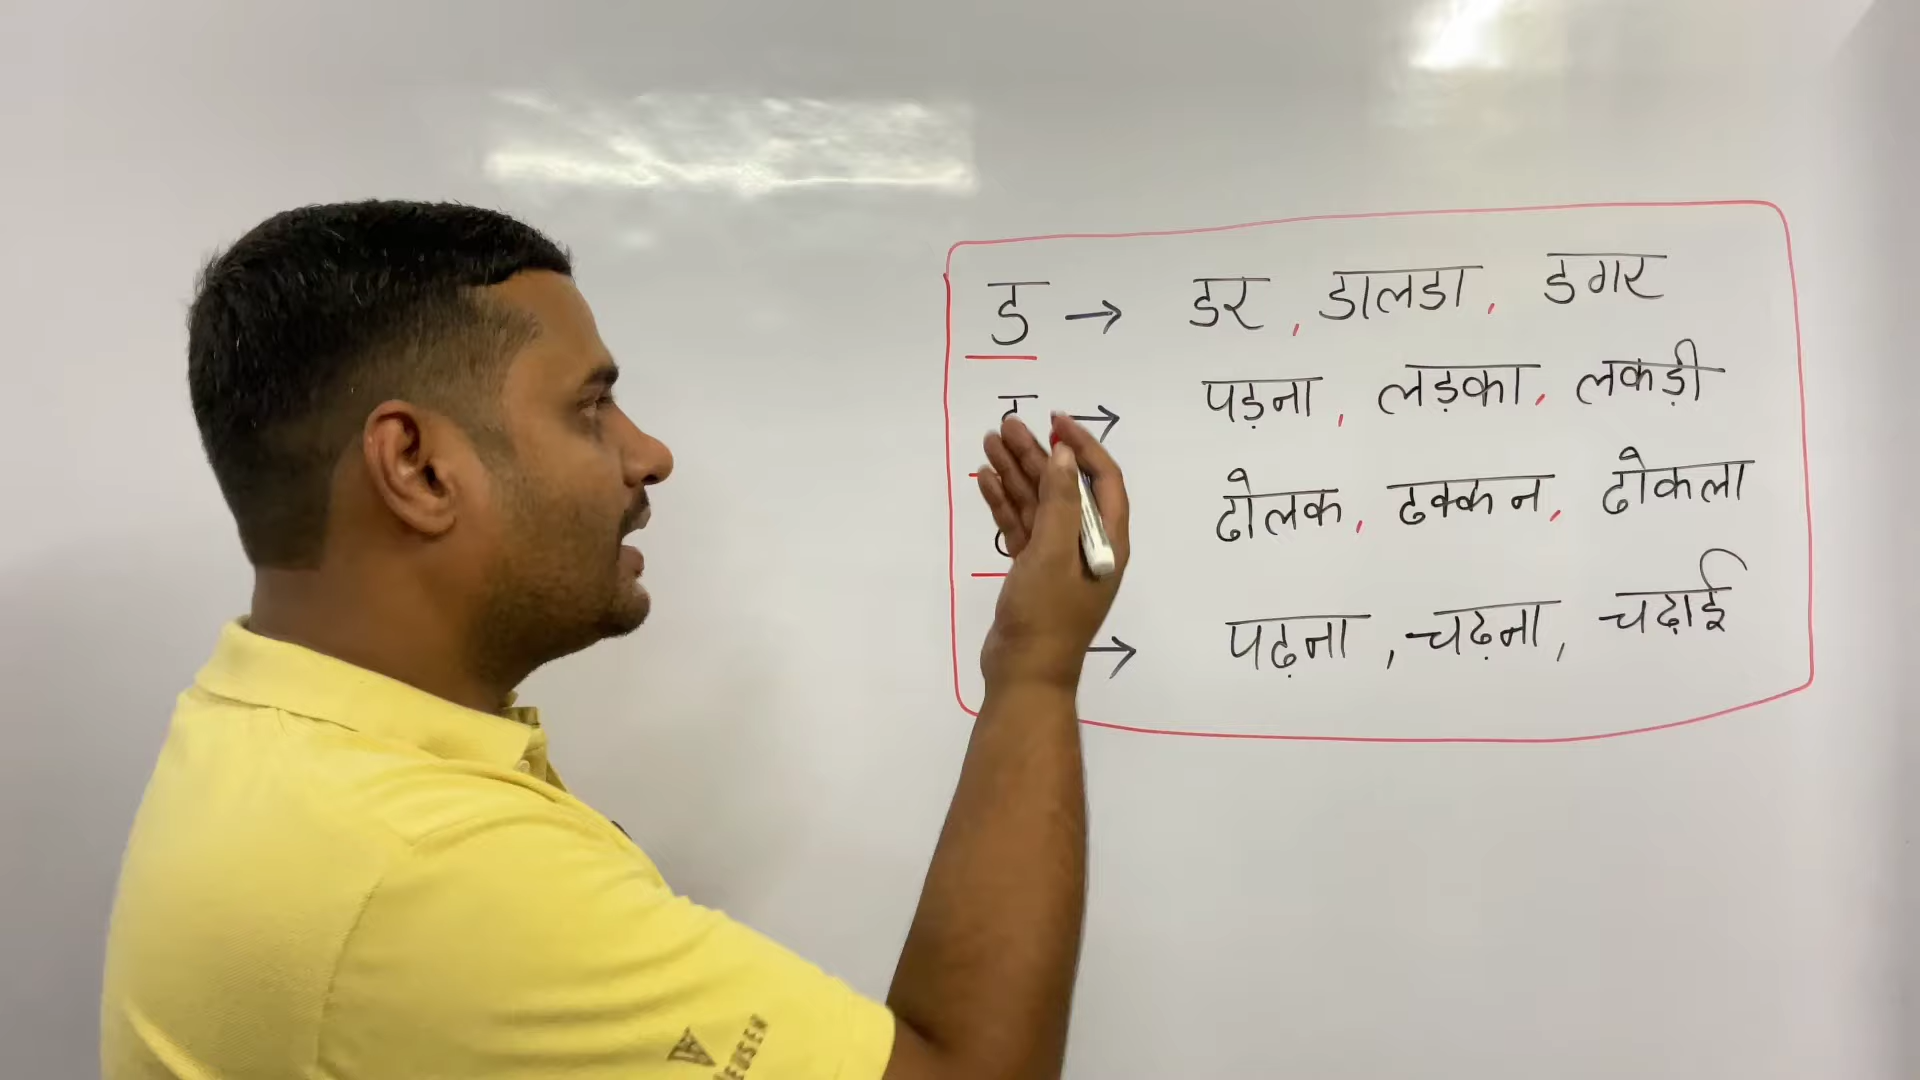 ड → डर , डालडा , डगर
→ पड़ना , लड़का , लकड़ी
ढोलक , ढक्कन , ढोकला
→ पढ़ना , चढ़ना , चढ़ाई